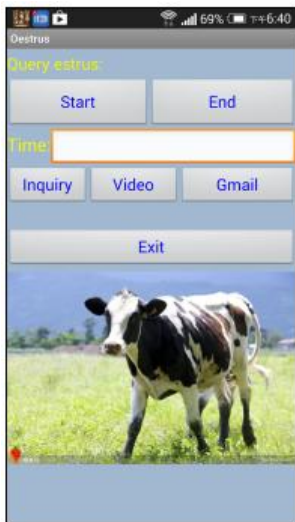 69% 下午6:40
Oestrus
Query estrus:
Start End
Time:
Inquiry Video Gmail
Exit